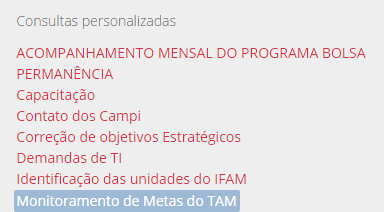 Consultas personalizadas
ACOMPANHAMENTO MENSAL DO PROGRAMA BOLSA
PERMANÊNCIA
Capacitação
Contato dos Campi
Correção de objetivos Estratégicos
Demandas de TI
Identificação das unidades do IFAM
Monitoramento de Metas do TAM